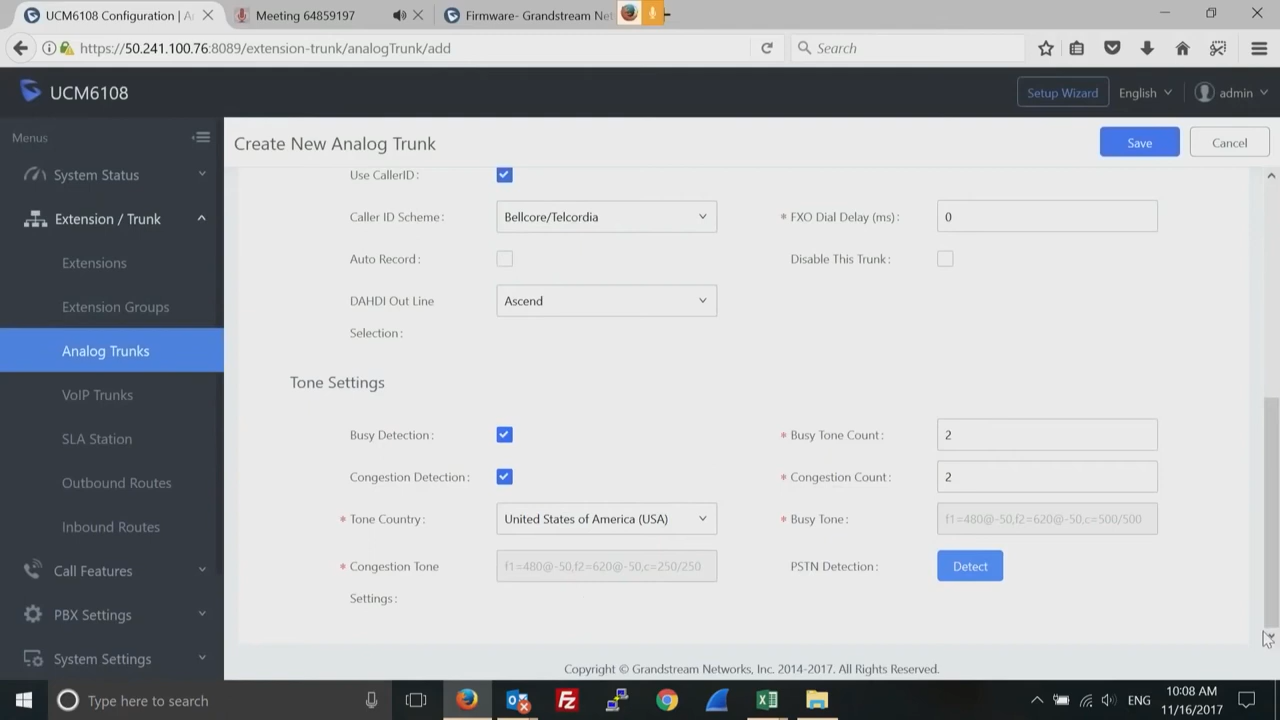 UCM6108 Configuration | A
Meeting 64859197
Firmware- Grandstream Net
https://50.241.100.76:8089/extension-trunk/analogTrunk/add
Search
UCM6108
Setup Wizard
English
admin
Menus
Create New Analog Trunk
Save
Cancel
System Status
Extension / Trunk
Extensions
Extension Groups
Analog Trunks
VoIP Trunks
SLA Station
Outbound Routes
Inbound Routes
Call Features
PBX Settings
System Settings
Use CallerID:
Caller ID Scheme: Bellcore/Telcordia * FXO Dial Delay (ms): 0
Auto Record: Disable This Trunk:
DAHDI Out Line Ascend
Selection:
Tone Settings
Busy Detection: * Busy Tone Count: 2
Congestion Detection: * Congestion Count: 2
* Tone Country: United States of America (USA) * Busy Tone: f1=480@-50,f2=620@-50,c=500/500
* Congestion Tone f1=480@-50,f2=620@-50,c=250/250 PSTN Detection: Detect
Settings:
Copyright © Grandstream Networks, Inc. 2014-2017. All Rights Reserved.
Type here to search
ENG
10:08 AM
11/16/2017